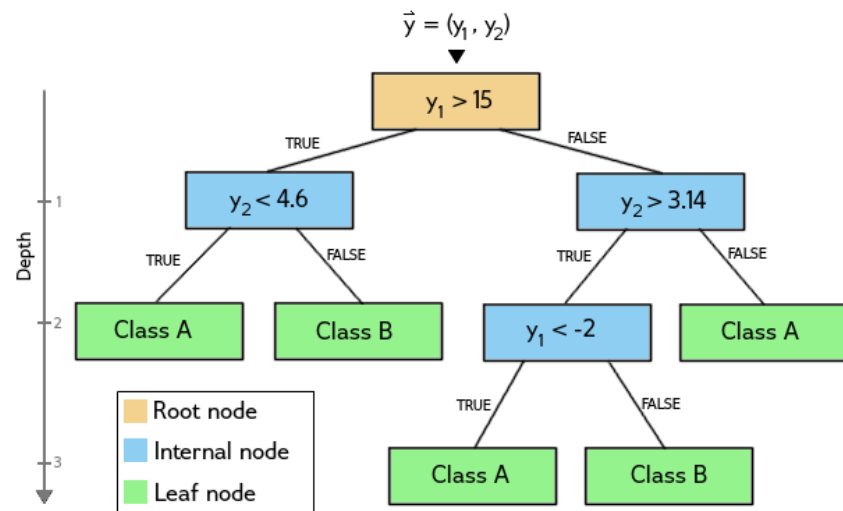 y⃗ = (y₁, y₂)
y₁ > 15
TRUE
FALSE
y₂ < 4.6
y₂ > 3.14
1
TRUE
FALSE
TRUE
FALSE
Depth
Class A
Class B
y₁ < -2
Class A
2
TRUE
FALSE
Root node
Internal node
Leaf node
Class A
Class B
3